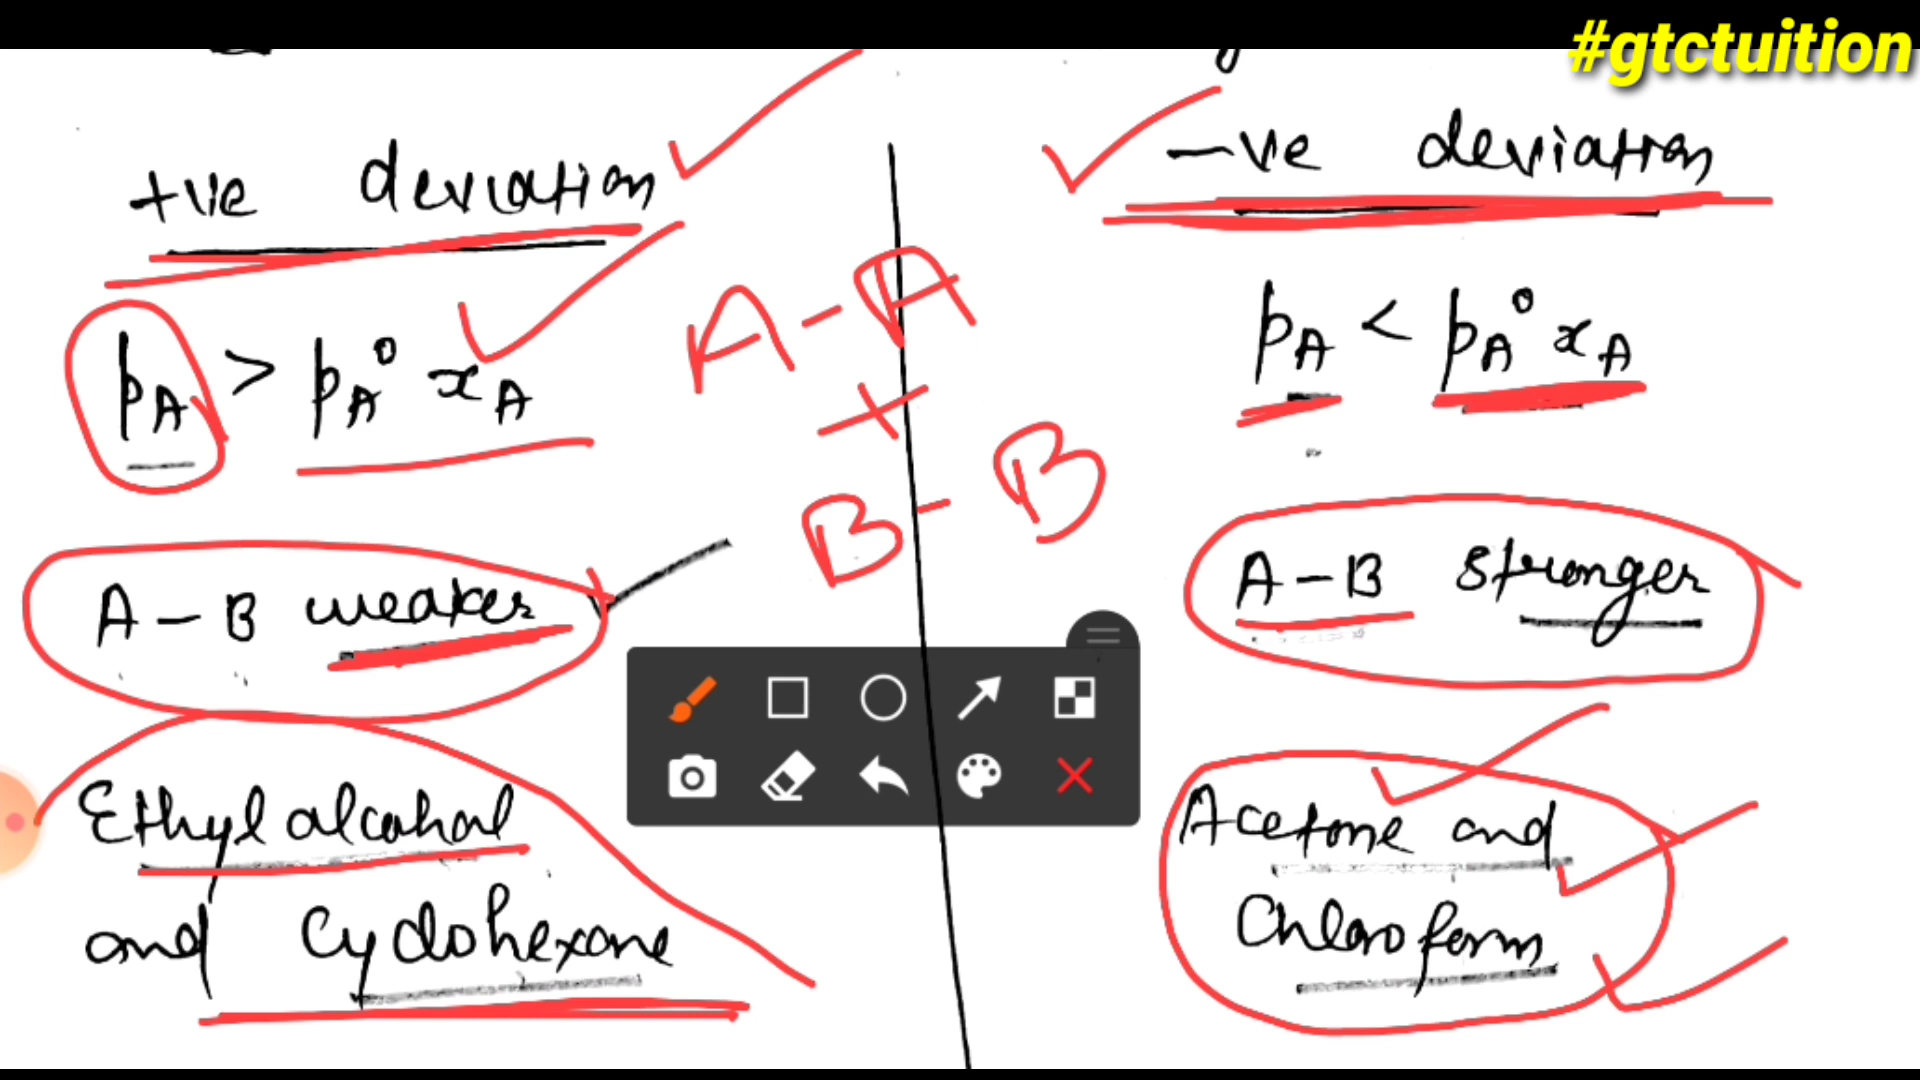 #gtctuition
+ve deviation
pA > pA° xA
A - B weaker
Ethyl alcohol
and Cyclohexane
A - A
+
B - B
-ve deviation
pA < pA° xA
A - B stronger
Acetone and
Chloroform